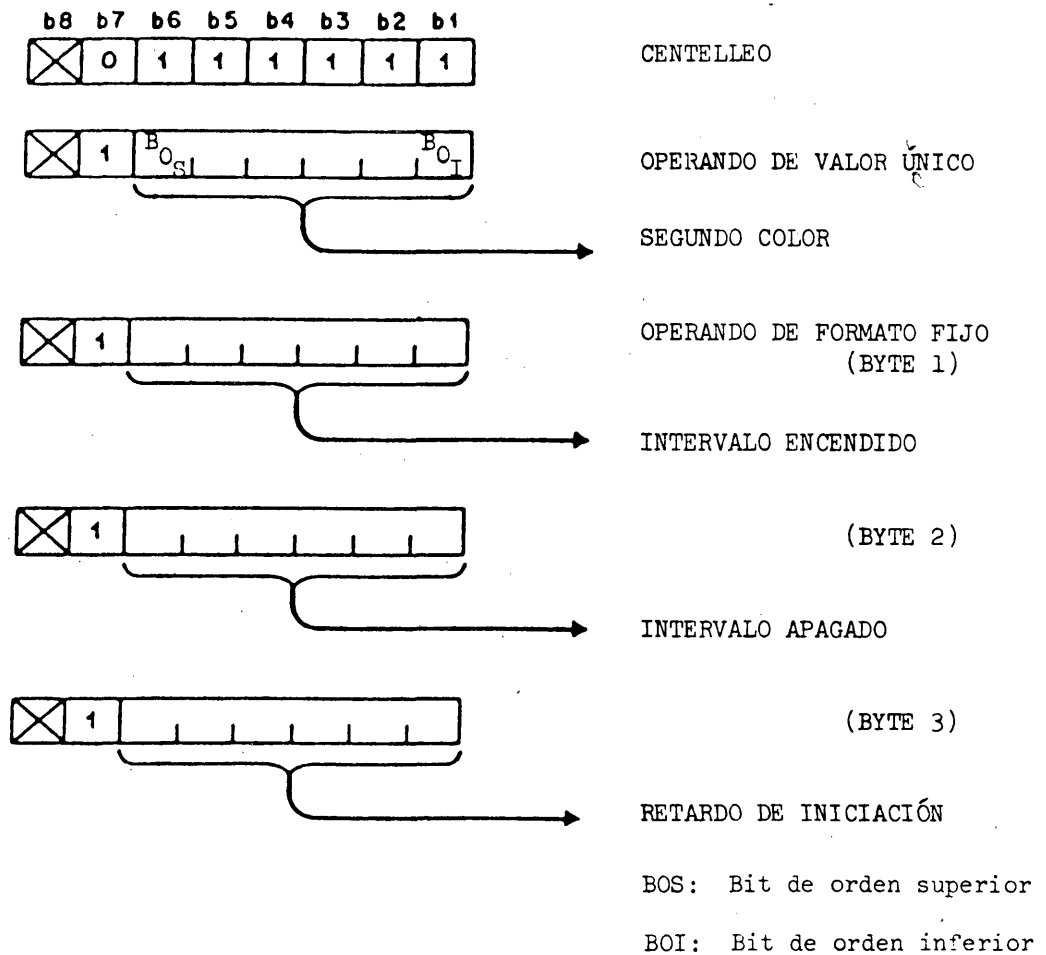 b8 b7 b6 b5 b4 b3 b2 b1
0 1 1 1 1 1 1 CENTELLEO
1 BOS BOI OPERANDO DE VALOR ÚNICO
SEGUNDO COLOR
1 OPERANDO DE FORMATO FIJO
(BYTE 1)
INTERVALO ENCENDIDO
1 (BYTE 2)
INTERVALO APAGADO
1 (BYTE 3)
RETARDO DE INICIACIÓN
BOS: Bit de orden superior
BOI: Bit de orden inferior